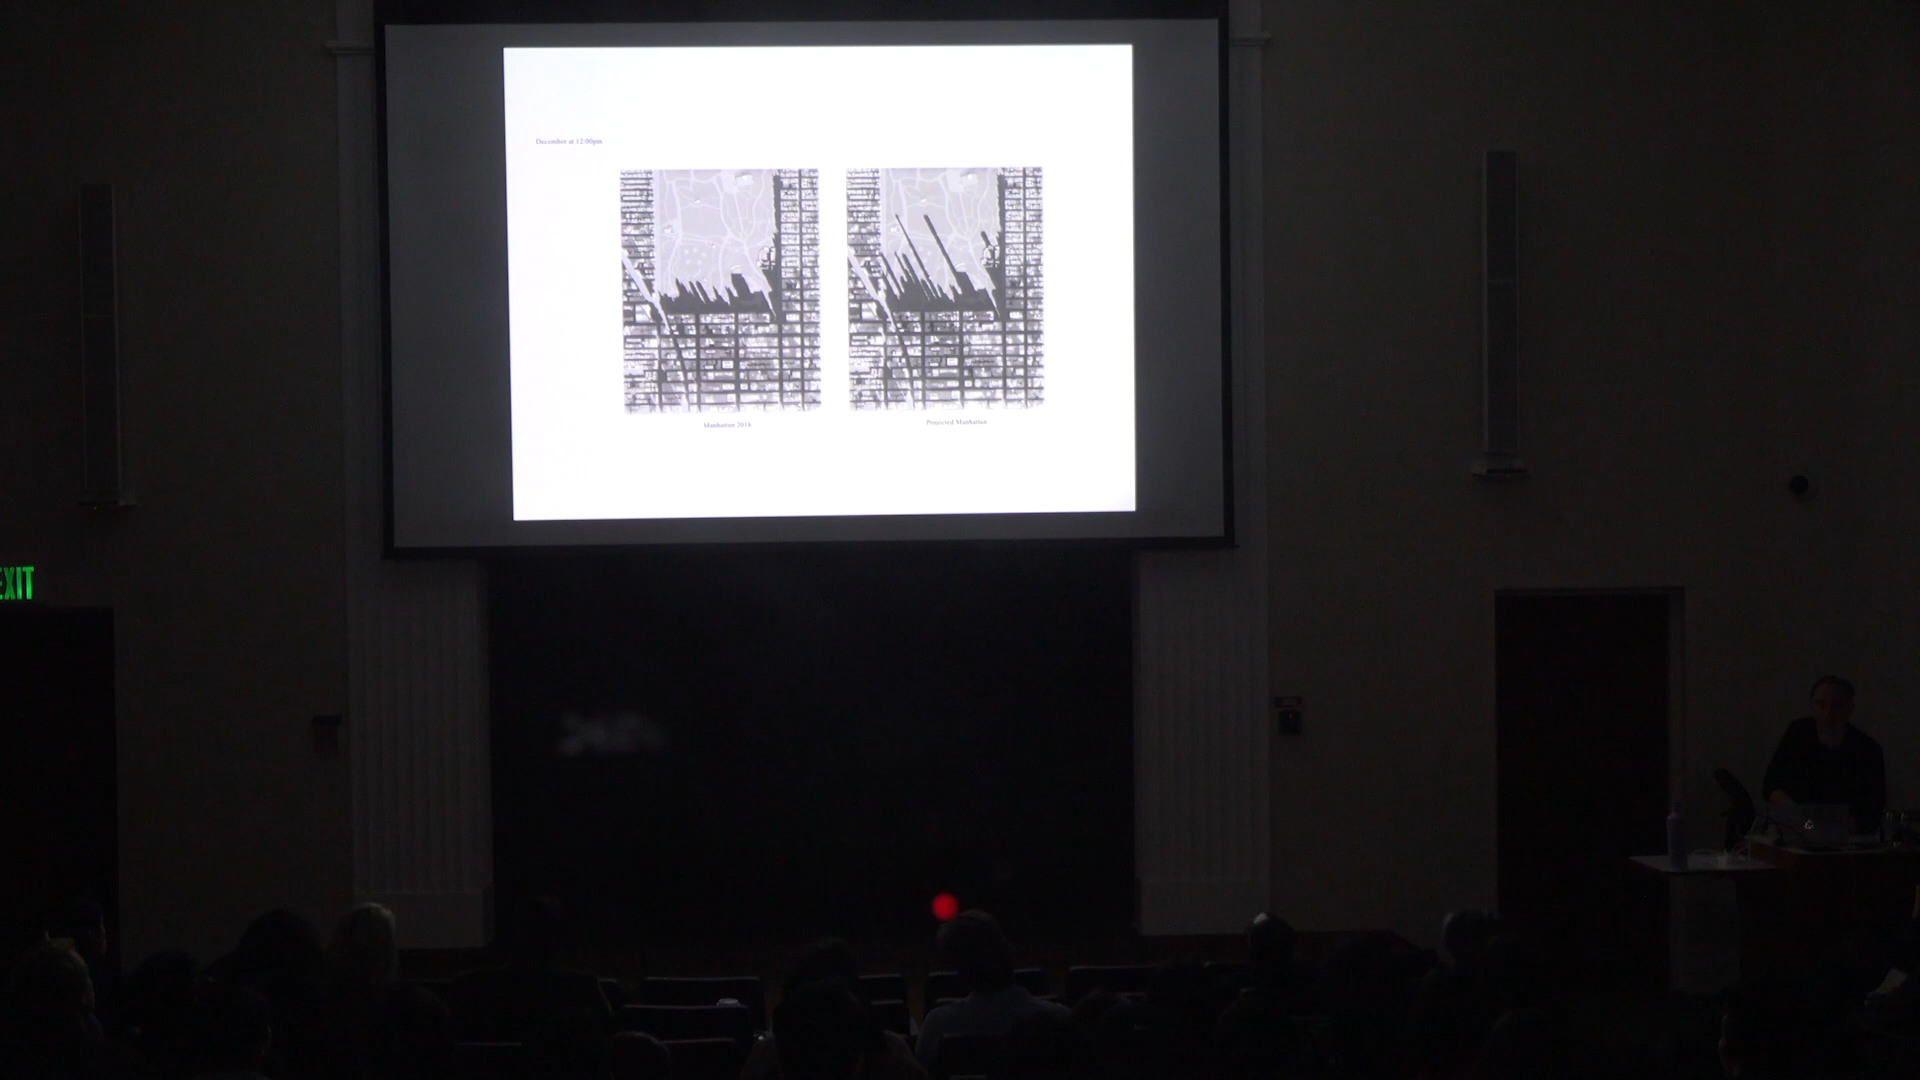 December at 12:00pm
Manhattan 2016
Projected Manhattan
EXIT